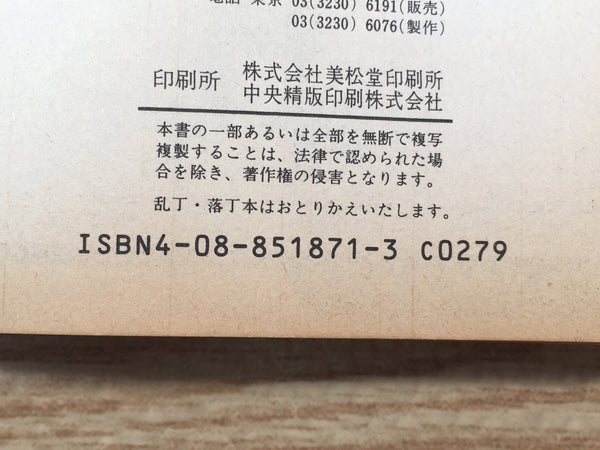 電話 東京 03(3230) 6191(販売)
03(3230) 6076(製作)
印刷所 株式会社美松堂印刷所
中央精版印刷株式会社
本書の一部あるいは全部を無断で複写
複製することは、法律で認められた場
合を除き、著作権の侵害となります。
乱丁・落丁本はおとりかえいたします。
ISBN4-08-851871-3 C0279